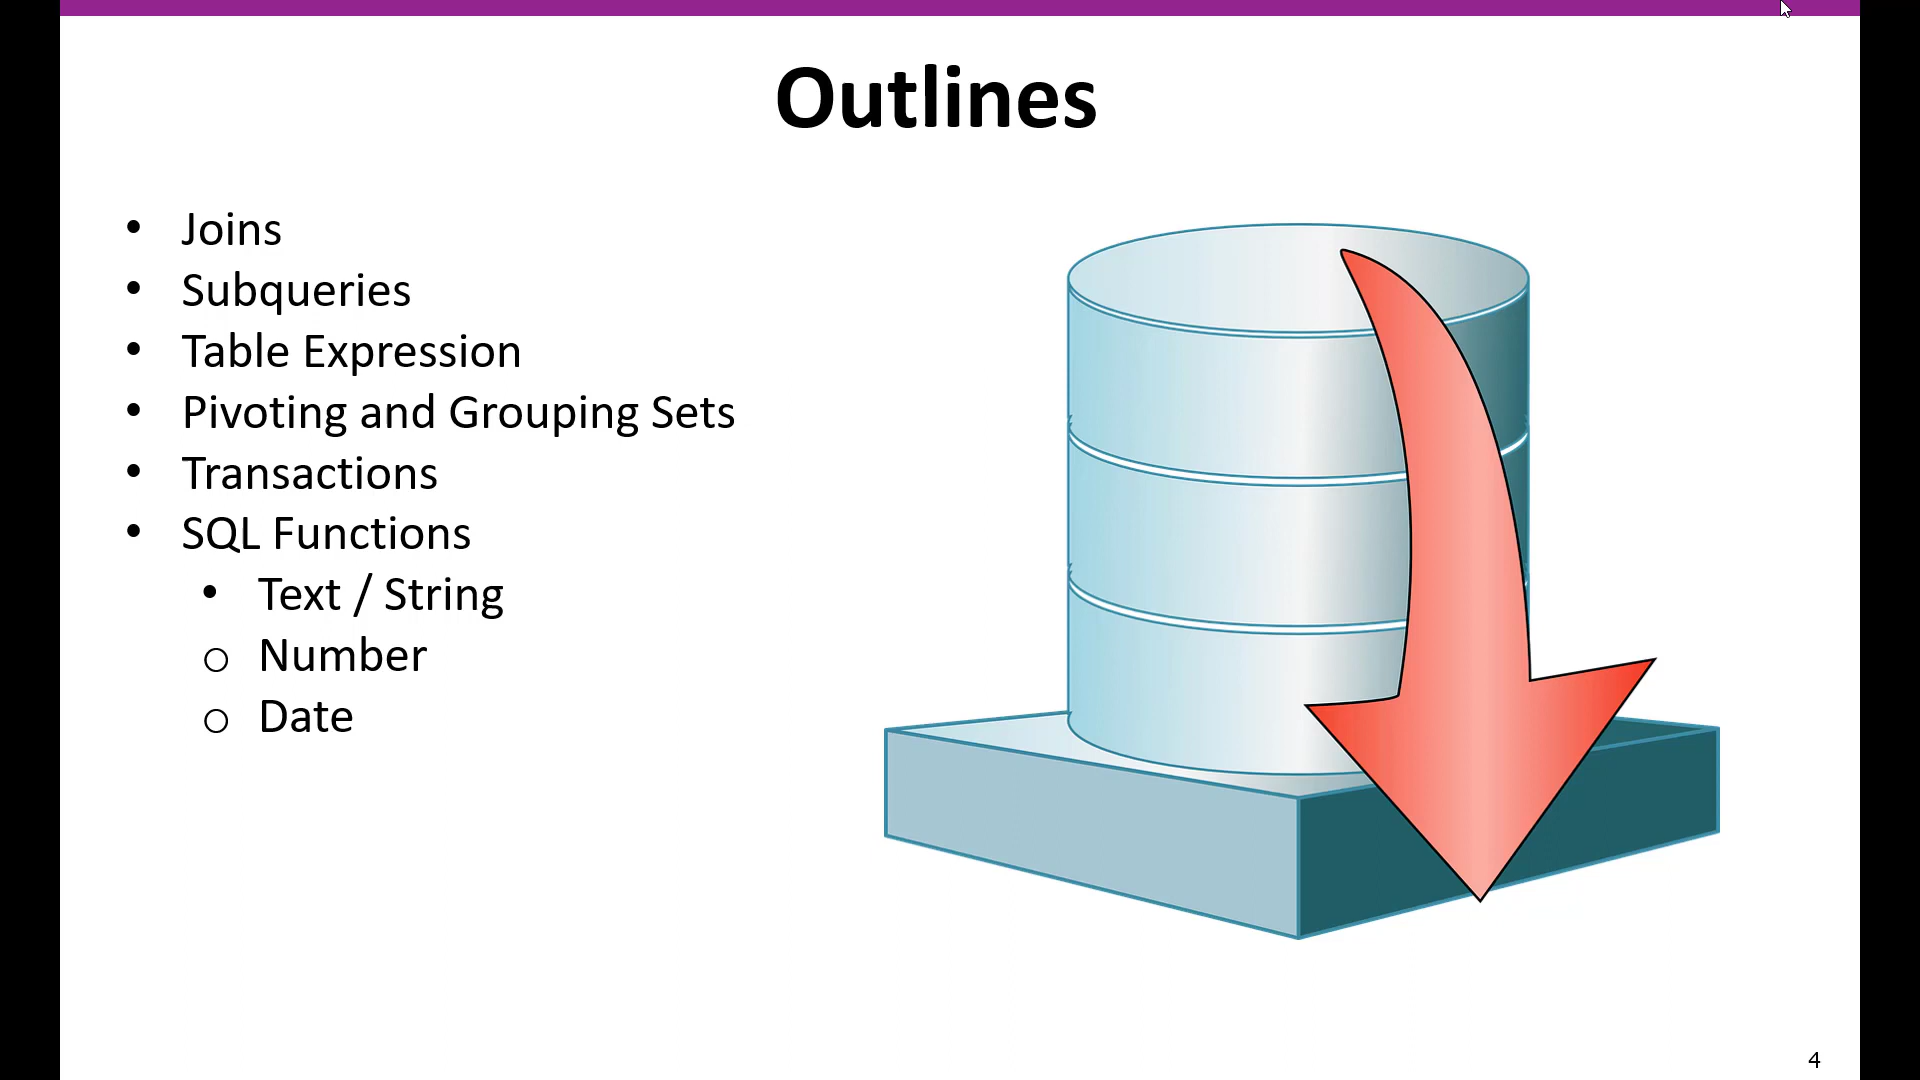 Outlines
• Joins
• Subqueries
• Table Expression
• Pivoting and Grouping Sets
• Transactions
• SQL Functions
• Text / String
o Number
o Date
4